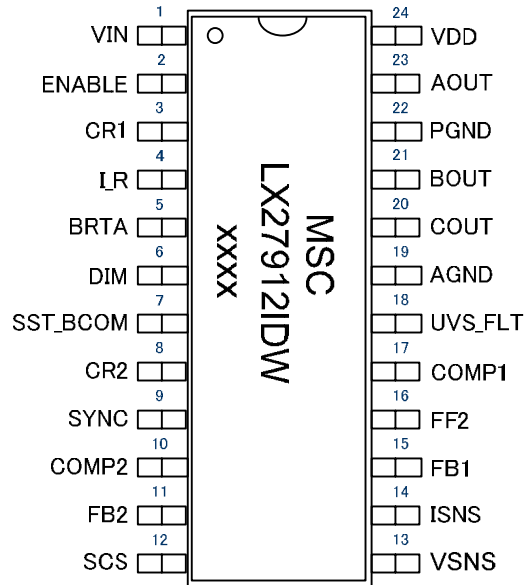 1
VIN
2
ENABLE
3
CR1
4
I_R
5
BRTA
6
DIM
7
SST_BCOM
8
CR2
9
SYNC
10
COMP2
11
FB2
12
SCS
MSC
LX27912IDW
xxxx
24
VDD
23
AOUT
22
PGND
21
BOUT
20
COUT
19
AGND
18
UVS_FLT
17
COMP1
16
FF2
15
FB1
14
ISNS
13
VSNS